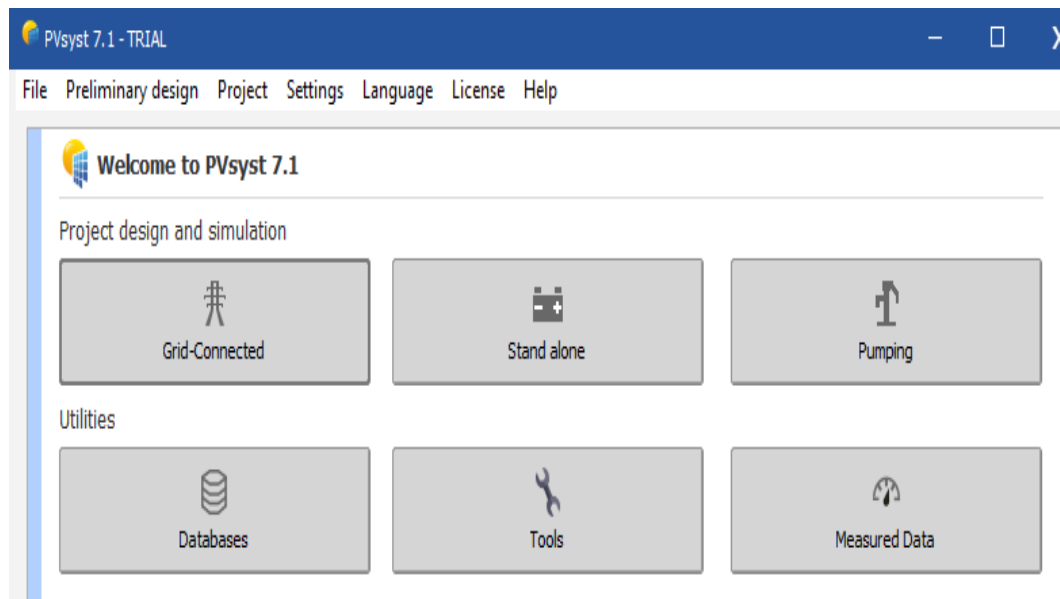 PVsyst 7.1 - TRIAL
File Preliminary design Project Settings Language License Help
Welcome to PVsyst 7.1
Project design and simulation
Grid-Connected Stand alone Pumping
Utilities
Databases Tools Measured Data